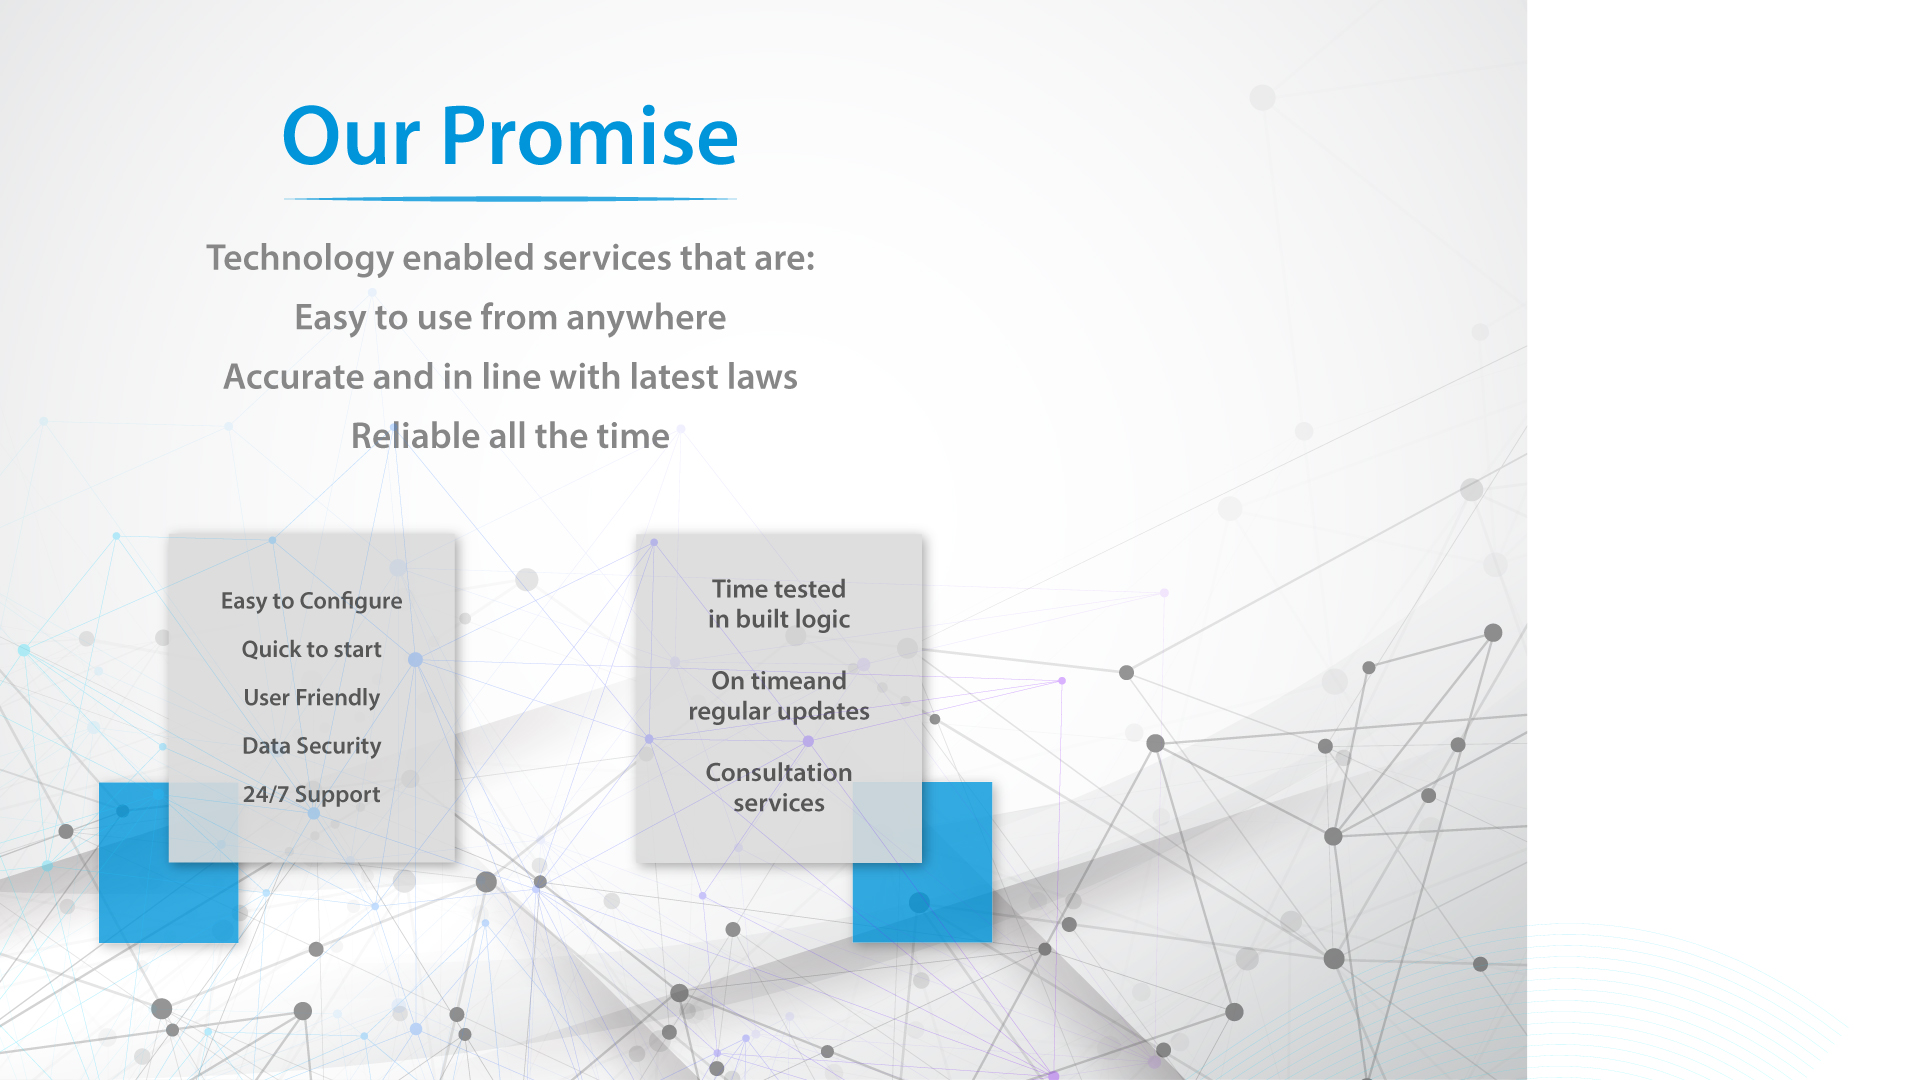 Our Promise
Technology enabled services that are:
Easy to use from anywhere
Accurate and in line with latest laws
Reliable all the time
Easy to Configure
Quick to start
User Friendly
Data Security
24/7 Support
Time tested
in built logic
On timeand
regular updates
Consultation
services